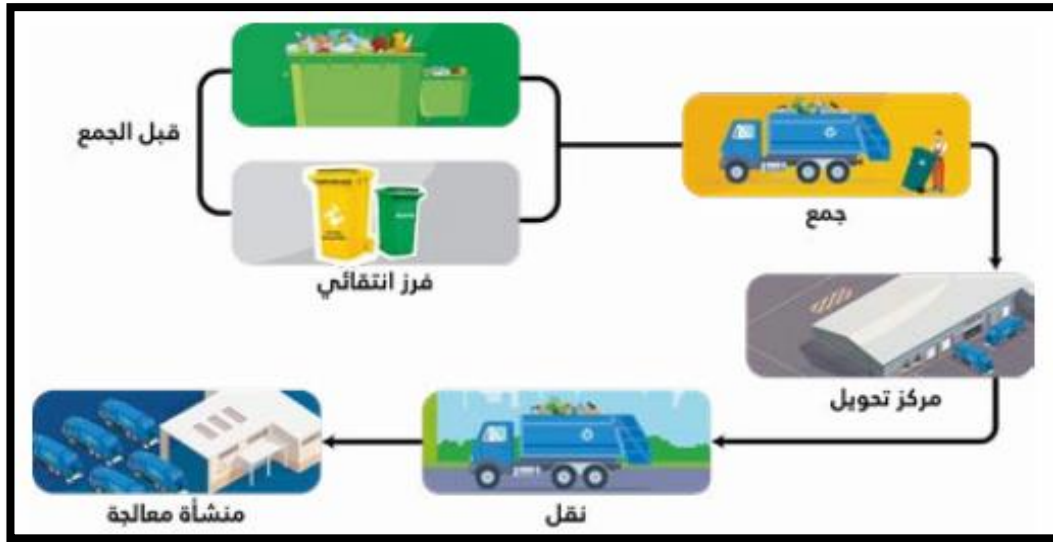 قبل الجمع
فرز انتقائي
جمع
مركز تحويل
نقل
منشأة معالجة